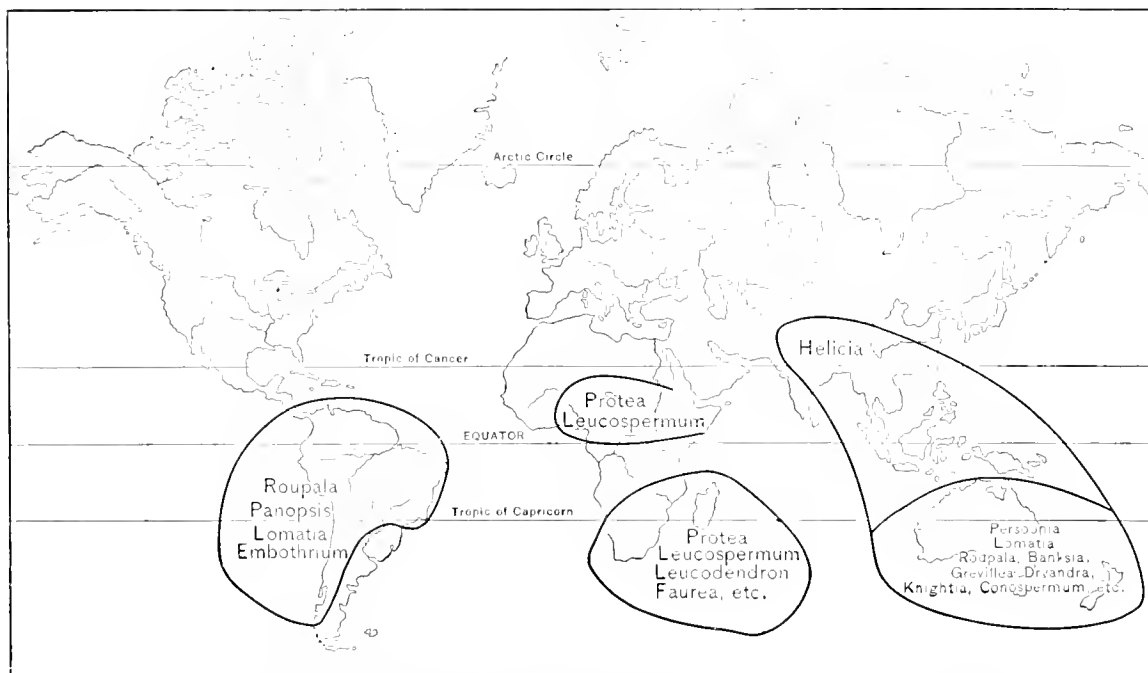 Arctic Circle
Tropic of Cancer
Helicia
Protea
Leucospermum
EQUATOR
Roupala
Panopsis
Lomatia
Embothrium
Tropic of Capricorn
Protea
Leucospermum
Leucodendron
Faurea, etc.
Persoonia
Lomatia
Roupala, Banksia,
Grevillea Dryandra,
Knightia, Conospermum, etc.